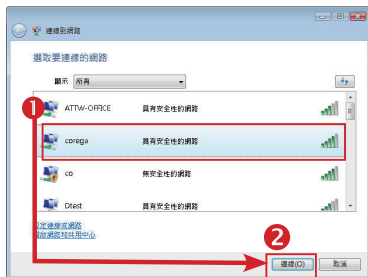 連線到網路
選取要連線的網路
顯示 所有
1
ATTW-OFFICE 具有安全性的網路
corega 具有安全性的網路
co 無安全性的網路
Dtest 具有安全性的網路
設定連線或網路
開啟網路和共用中心
2
連線(O) 取消